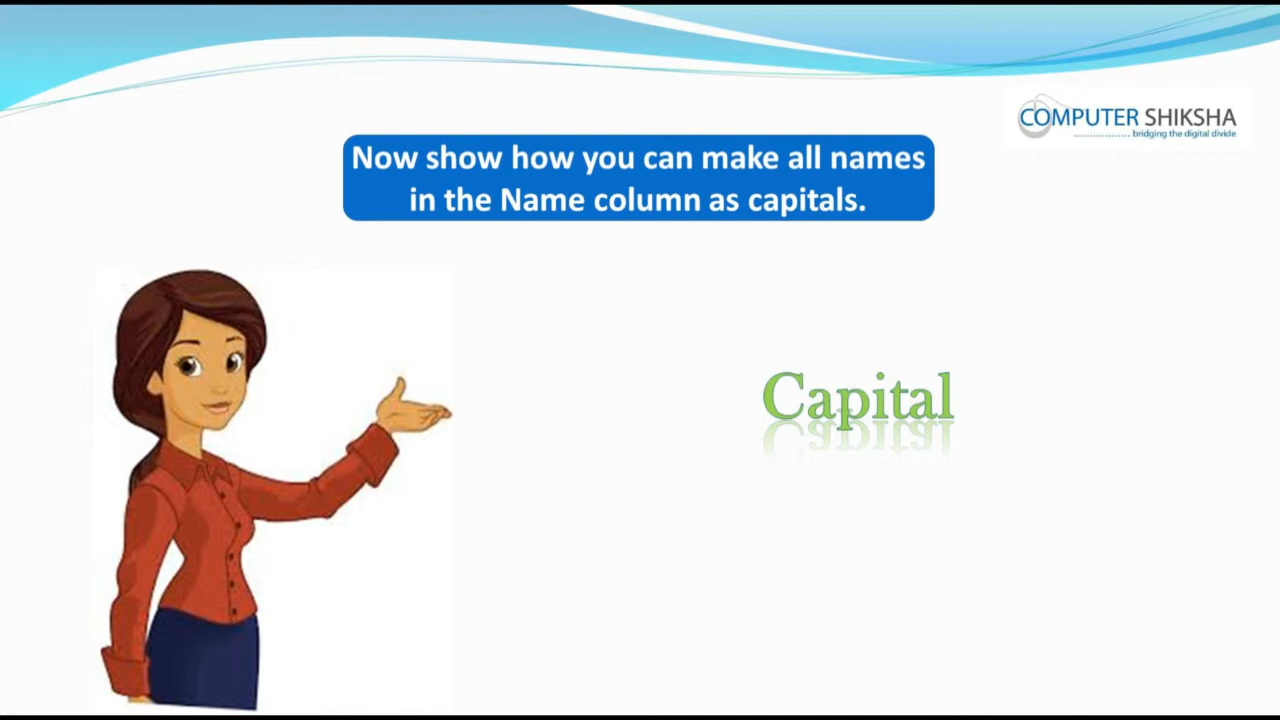 COMPUTER SHIKSHA
bridging the digital divide
Now show how you can make all names
in the Name column as capitals.
Capital